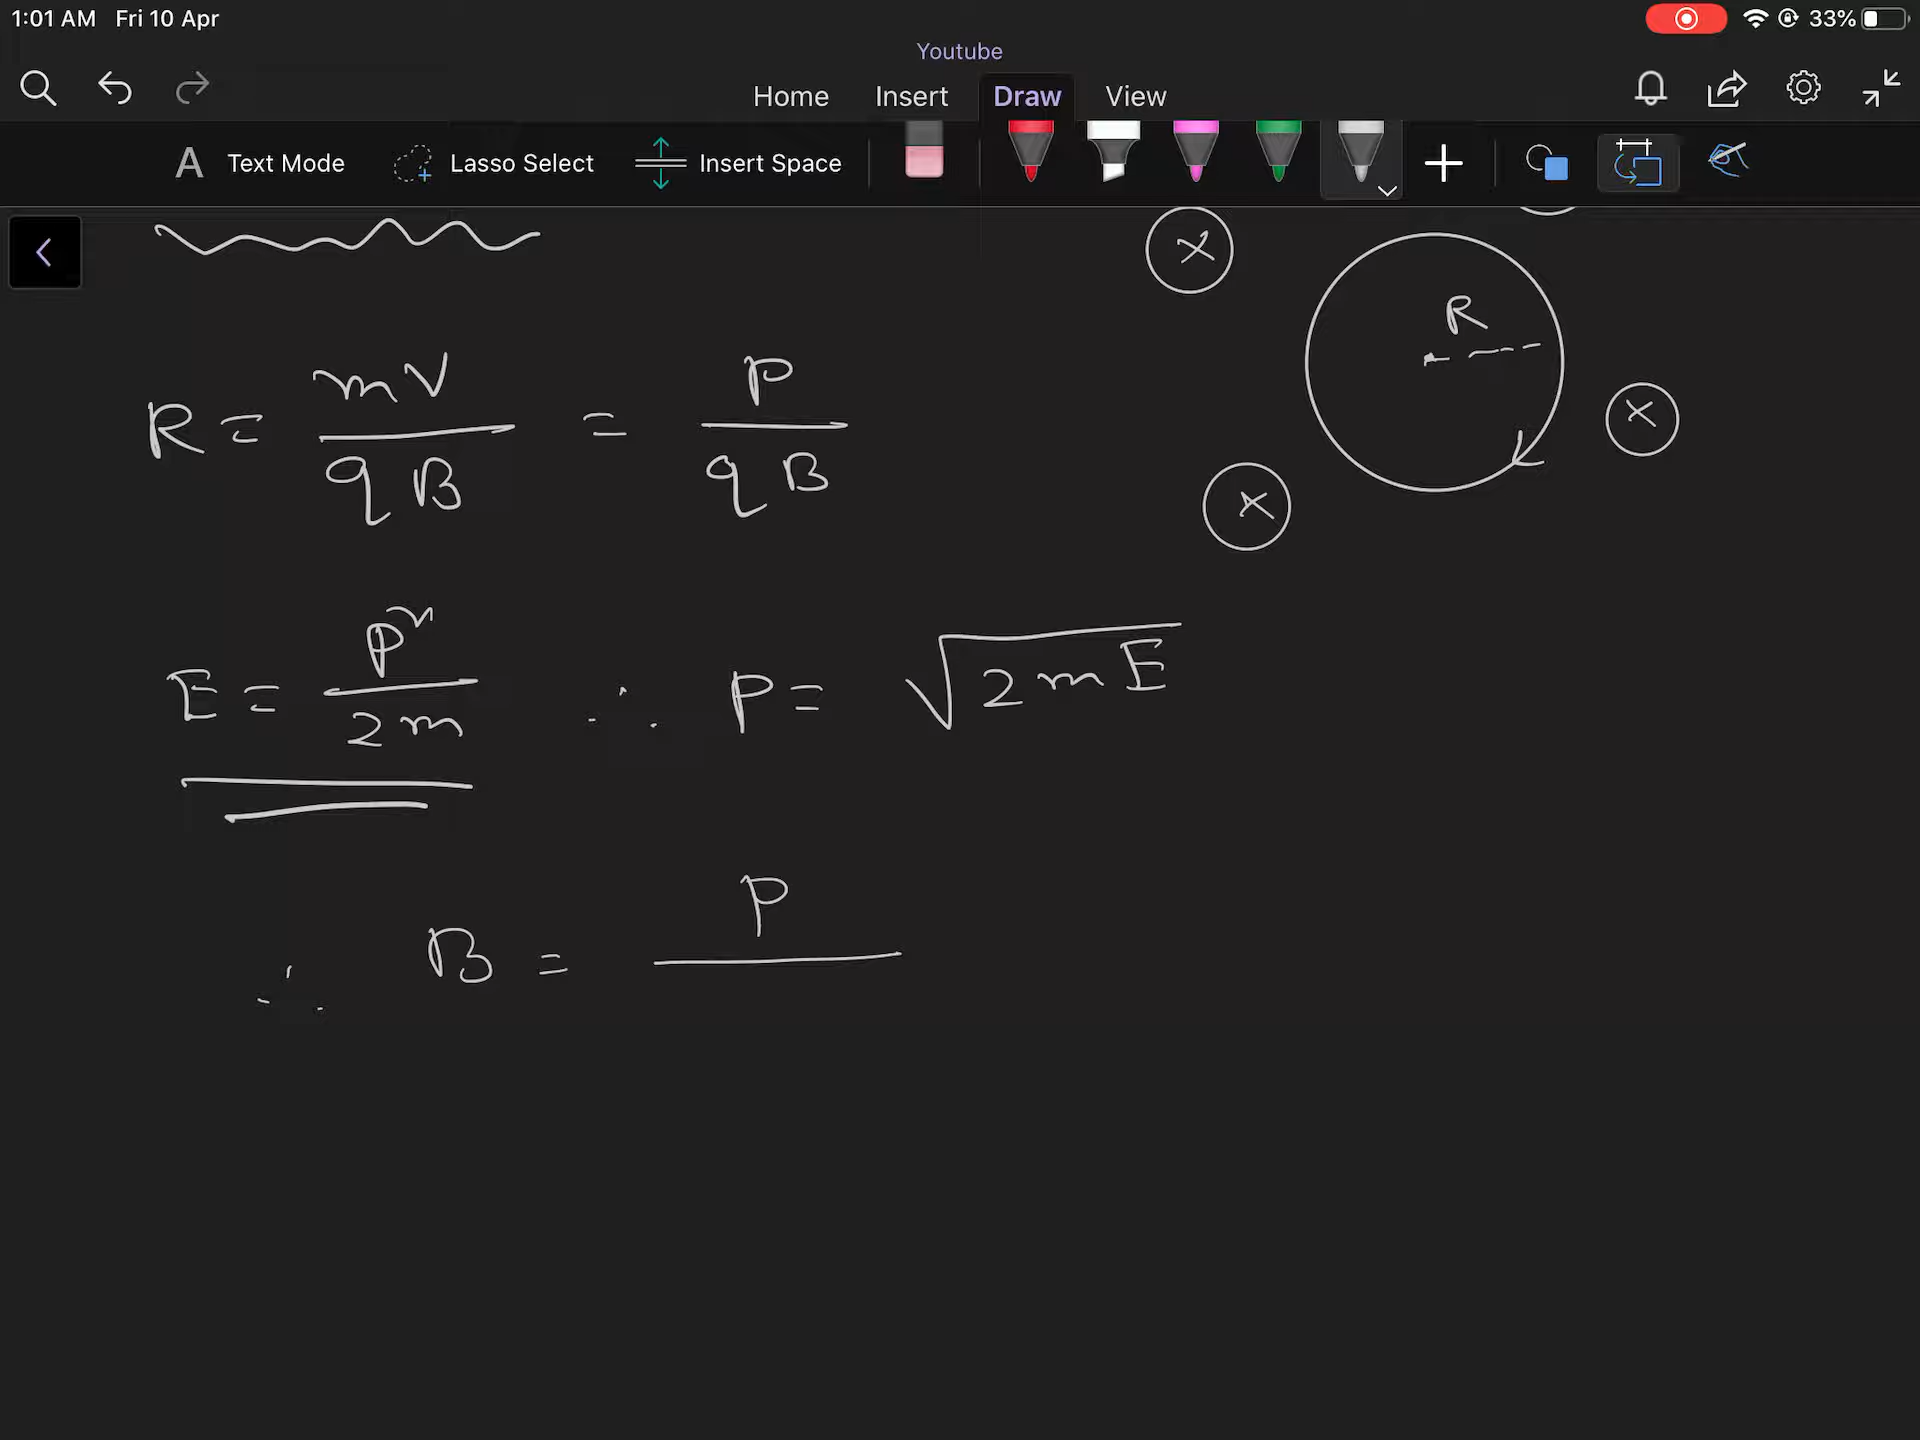 1:01 AM Fri 10 Apr 33%
Youtube
Home Insert Draw View
A Text Mode Lasso Select Insert Space
R
R = mV / qB = P / qB
E = P² / 2m ∴ P = √2mE
∴ B = P /